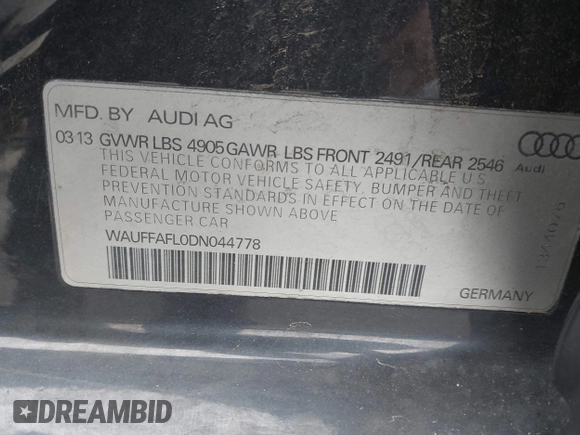 MFD. BY AUDI AG
03 13 GVWR LBS 4905 GAWR LBS FRONT 2491/REAR 2546
THIS VEHICLE CONFORMS TO ALL APPLICABLE U.S
FEDERAL MOTOR VEHICLE SAFETY, BUMPER AND THEFT
PREVENTION STANDARDS IN EFFECT ON THE DATE OF
MANUFACTURE SHOWN ABOVE
PASSENGER CAR
WAUFFAFL0DN044778
Audi
GERMANY
DREAMBID